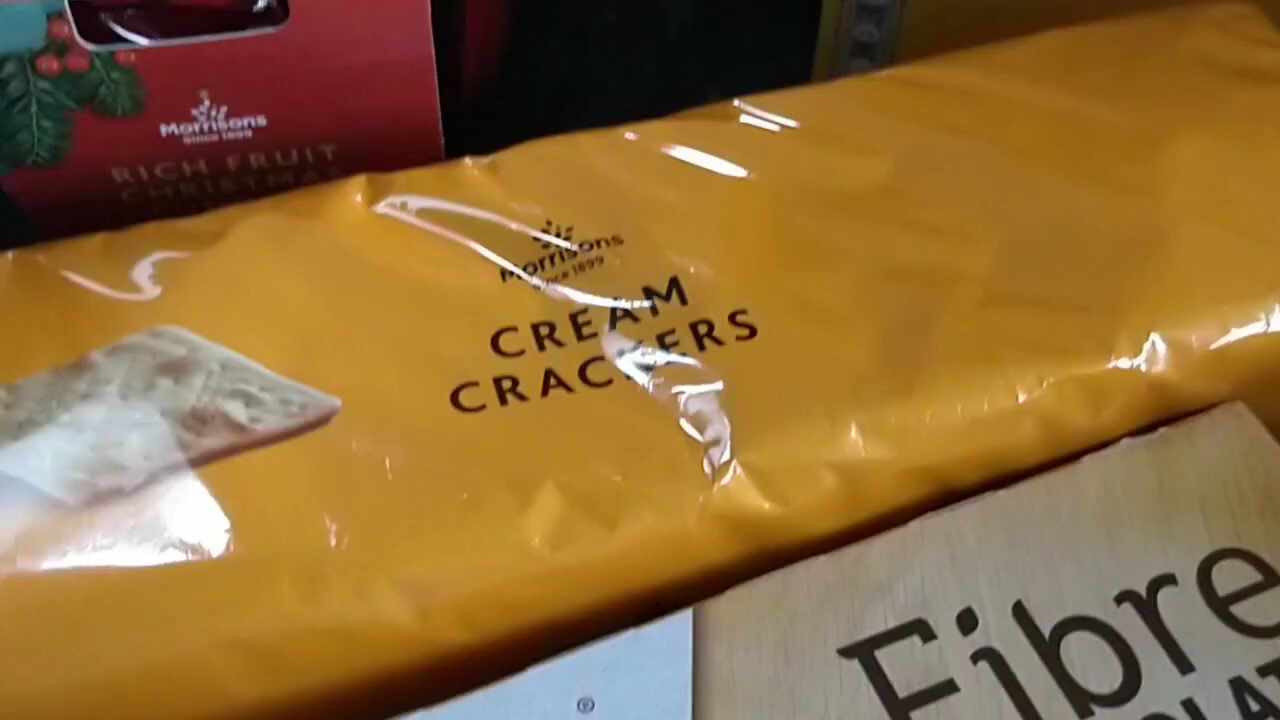 Morrisons
Since 1899
RICH FRUIT
CHRISTMAS
Morrisons
Since 1899
CREAM
CRACKERS
Fibre